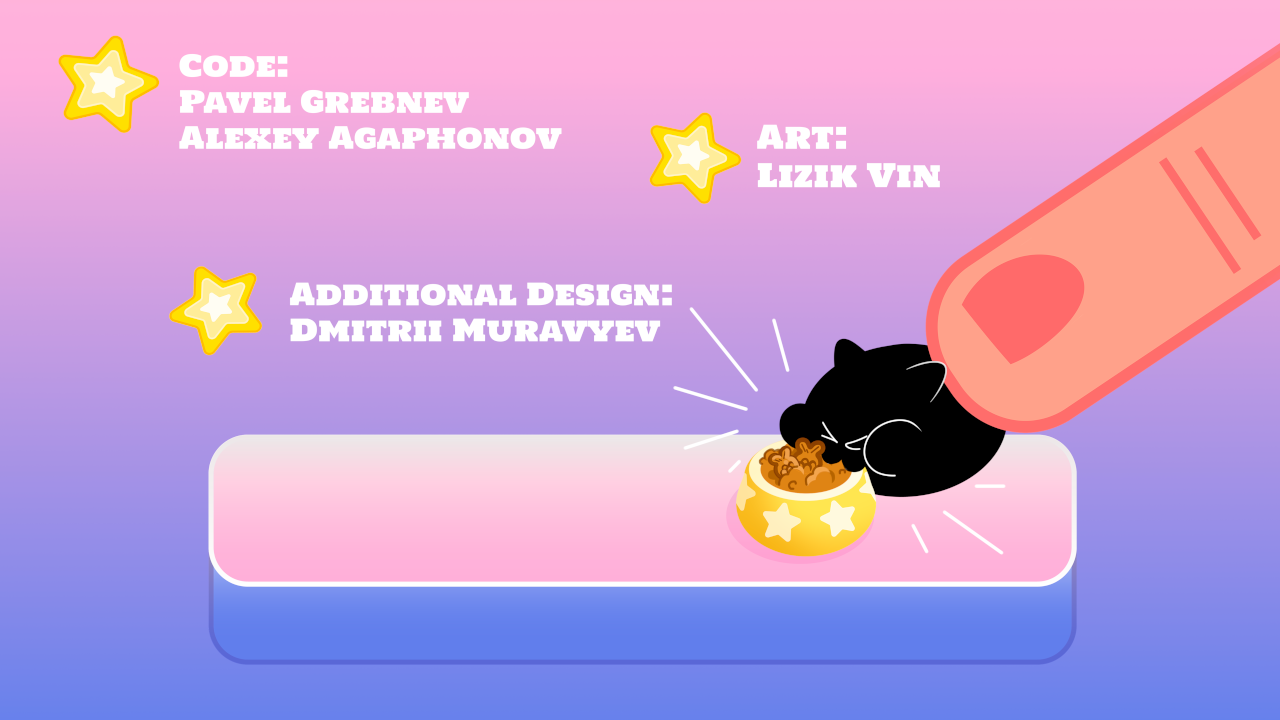 Code:
Pavel Grebnev
Alexey Agaphonov
Art:
Lizik Vin
Additional Design:
Dmitrii Muravyev